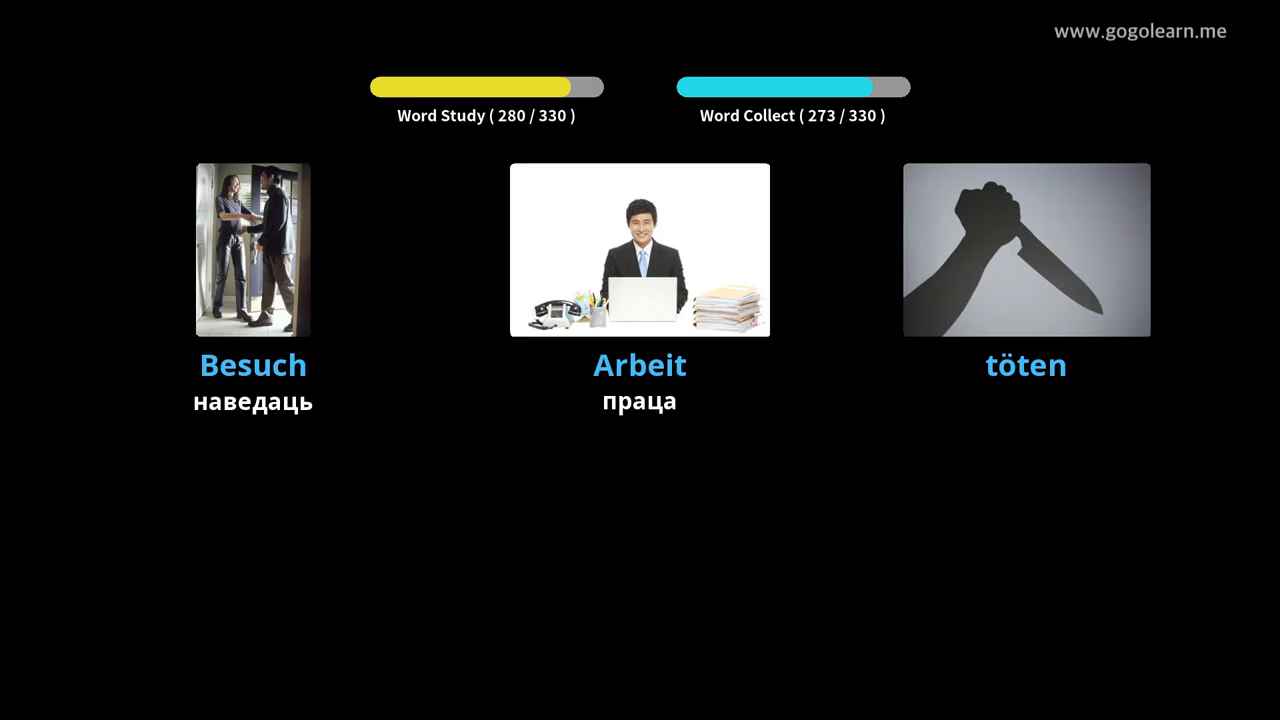 www.gogolearn.me
Word Study ( 280 / 330 )
Word Collect ( 273 / 330 )
Besuch
наведаць
Arbeit
праца
töten